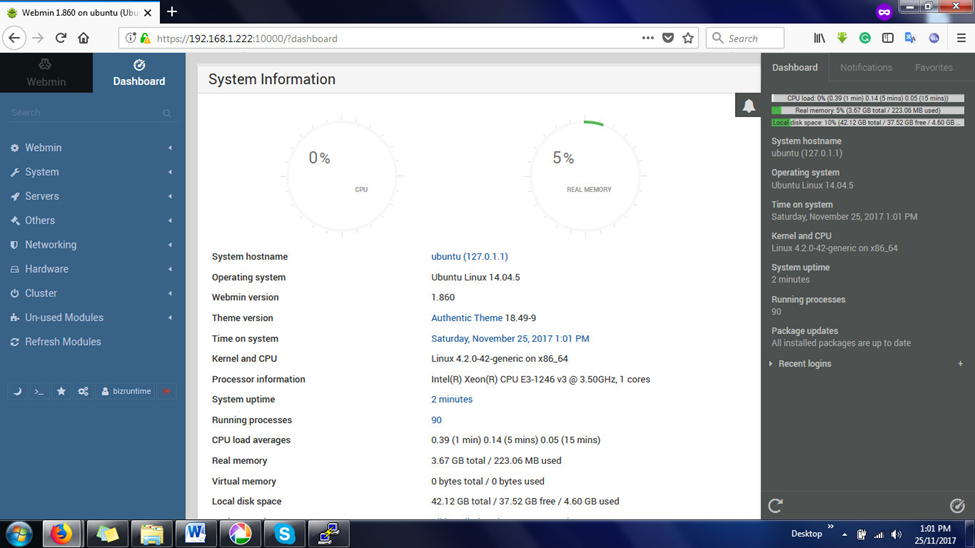 Webmin 1.860 on ubuntu (Ubu
https://192.168.1.222:10000/?dashboard
Search
Webmin
Dashboard
Search
Webmin
System
Servers
Others
Networking
Hardware
Cluster
Un-used Modules
Refresh Modules
bizruntime
System Information
0%
CPU
5%
REAL MEMORY
System hostname ubuntu (127.0.1.1)
Operating system Ubuntu Linux 14.04.5
Webmin version 1.860
Theme version Authentic Theme 18.49-9
Time on system Saturday, November 25, 2017 1:01 PM
Kernel and CPU Linux 4.2.0-42-generic on x86_64
Processor information Intel(R) Xeon(R) CPU E3-1246 v3 @ 3.50GHz, 1 cores
System uptime 2 minutes
Running processes 90
CPU load averages 0.39 (1 min) 0.14 (5 mins) 0.05 (15 mins)
Real memory 3.67 GB total / 223.06 MB used
Virtual memory 0 bytes total / 0 bytes used
Local disk space 42.12 GB total / 37.52 GB free / 4.60 GB used
Dashboard Notifications Favorites
CPU load: 0% (0.39 (1 min) 0.14 (5 mins) 0.05 (15 mins))
Real memory: 5% (3.67 GB total / 223.06 MB used)
Local disk space: 10% (42.12 GB total / 37.52 GB free / 4.60 GB ...
System hostname
ubuntu (127.0.1.1)
Operating system
Ubuntu Linux 14.04.5
Time on system
Saturday, November 25, 2017 1:01 PM
Kernel and CPU
Linux 4.2.0-42-generic on x86_64
System uptime
2 minutes
Running processes
90
Package updates
All installed packages are up to date
Recent logins +
Desktop
1:01 PM
25/11/2017